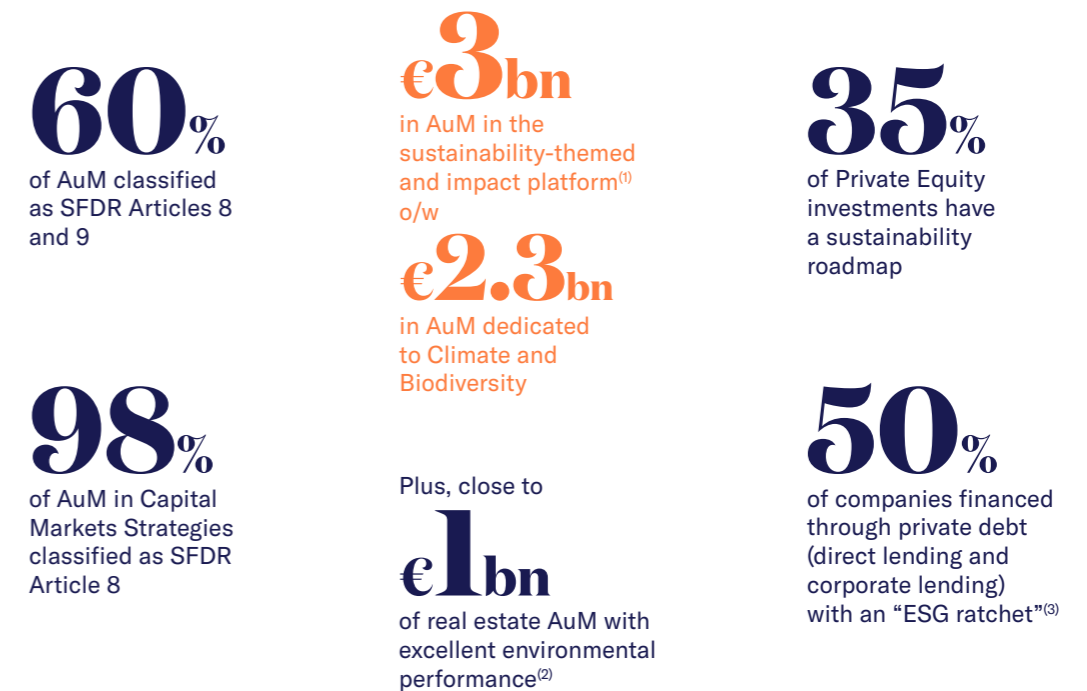 60%
of AuM classified
as SFDR Articles 8
and 9
98%
of AuM in Capital
Markets Strategies
classified as SFDR
Article 8
€3bn
in AuM in the
sustainability-themed
and impact platform(1)
o/w
€2.3bn
in AuM dedicated
to Climate and
Biodiversity
Plus, close to
€1bn
of real estate AuM with
excellent environmental
performance(2)
35%
of Private Equity
investments have
a sustainability
roadmap
50%
of companies financed
through private debt
(direct lending and
corporate lending)
with an “ESG ratchet”(3)